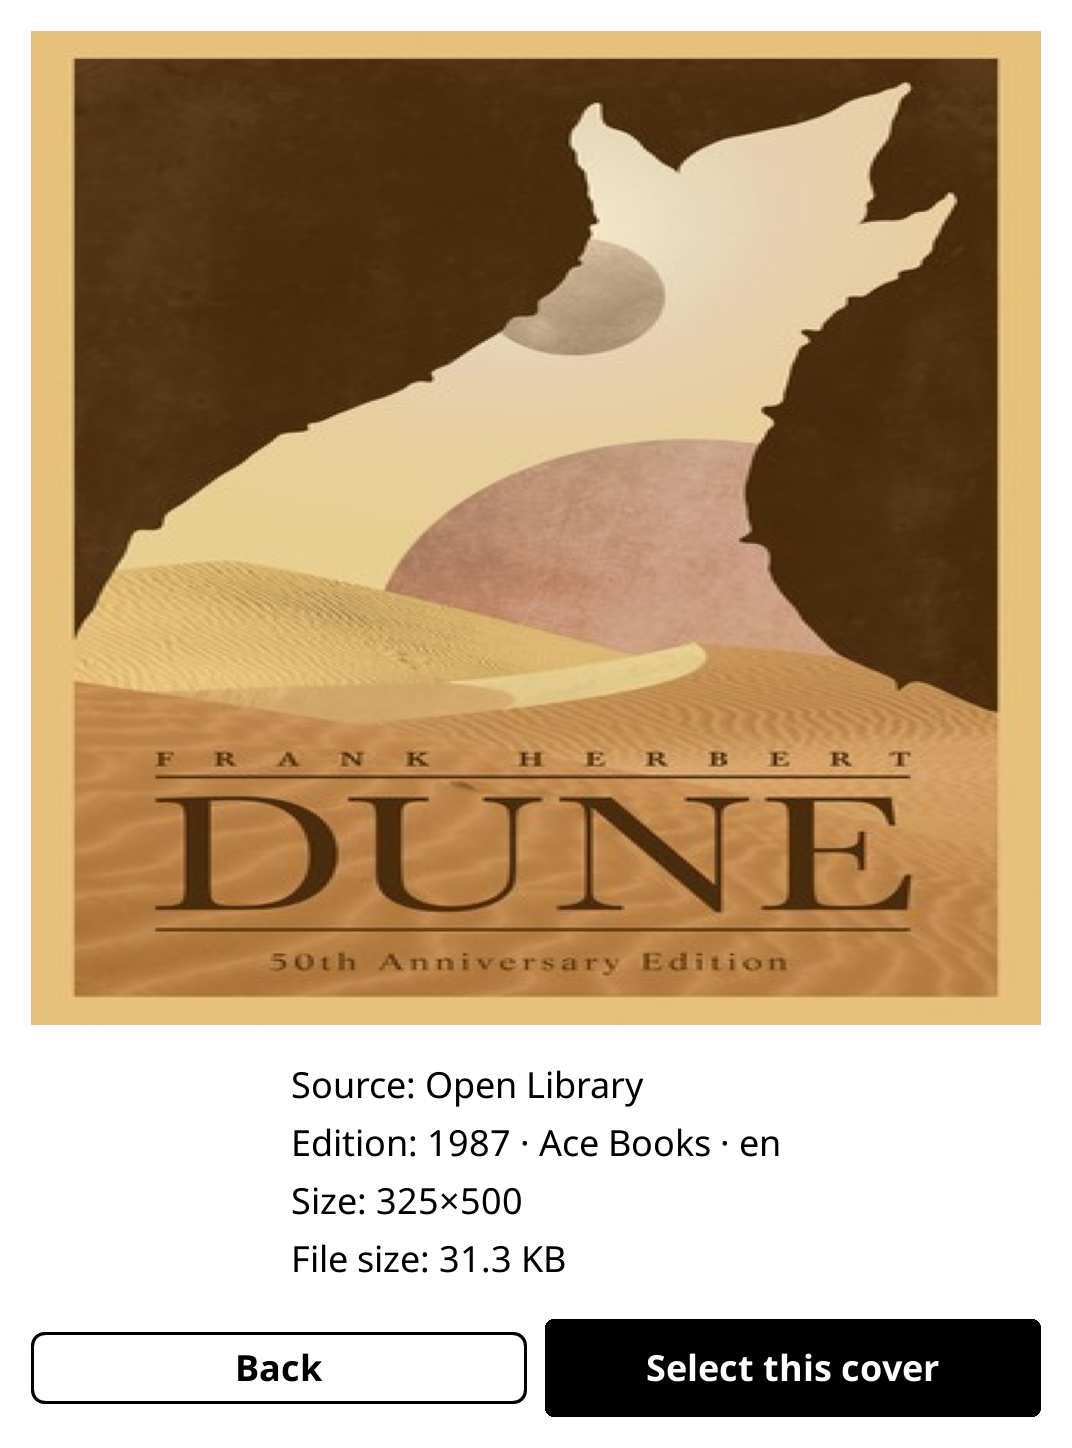 FRANK HERBERT
DUNE
50th Anniversary Edition
Source: Open Library
Edition: 1987 · Ace Books · en
Size: 325×500
File size: 31.3 KB
Back
Select this cover